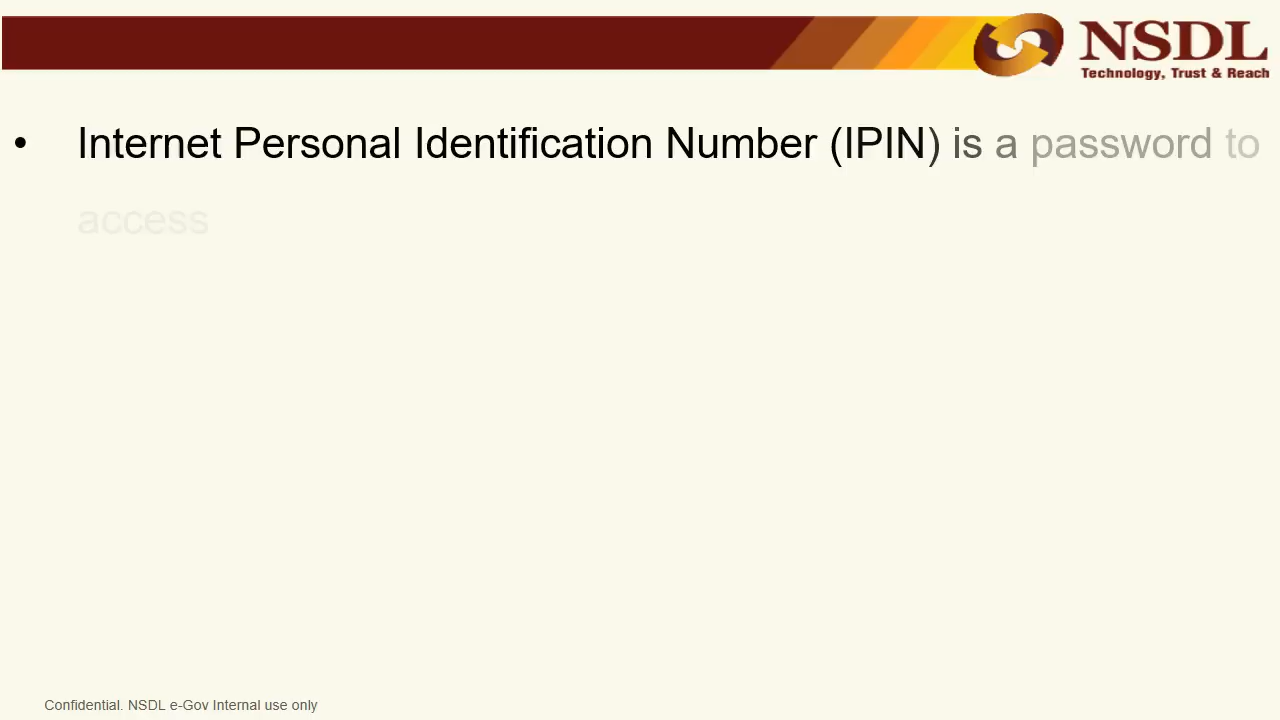 NSDL
Technology, Trust & Reach
• Internet Personal Identification Number (IPIN) is a password to
access
Confidential. NSDL e-Gov Internal use only